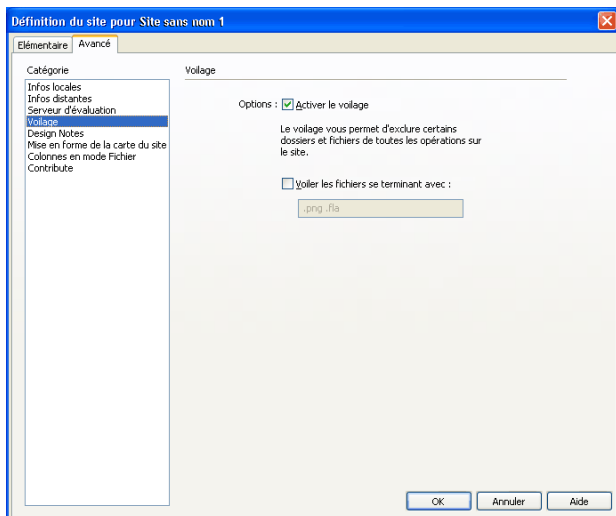 Définition du site pour Site sans nom 1
Elémentaire
Avancé
Catégorie
Infos locales
Infos distantes
Serveur d'évaluation
Voilage
Design Notes
Mise en forme de la carte du site
Colonnes en mode Fichier
Contribute
Voilage
Options : Activer le voilage
Le voilage vous permet d'exclure certains
dossiers et fichiers de toutes les opérations sur
le site.
Voiler les fichiers se terminant avec :
.png .fla
OK
Annuler
Aide